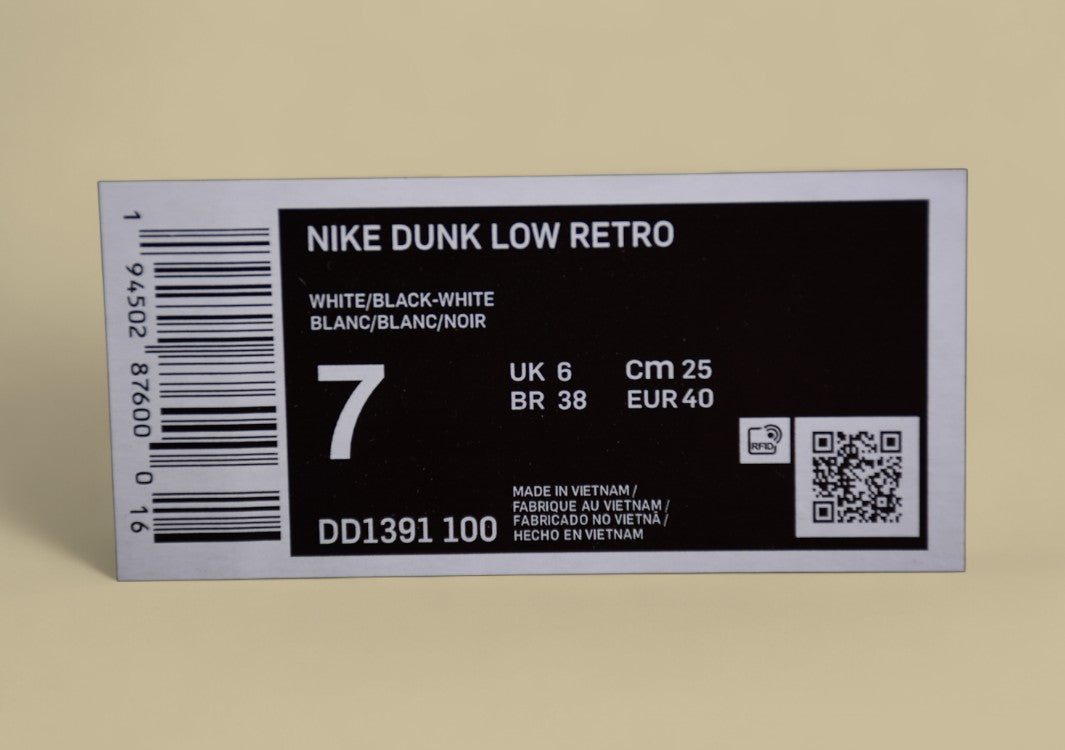 NIKE DUNK LOW RETRO
WHITE/BLACK-WHITE
BLANC/BLANC/NOIR
7
UK 6 Cm 25
BR 38 EUR 40
RFID
MADE IN VIETNAM /
FABRIQUE AU VIETNAM /
FABRICADO NO VIETNÃ /
HECHO EN VIETNAM
DD1391 100
1 94502 87600 0 16